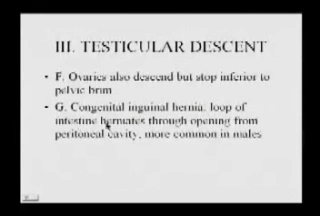 III. TESTICULAR DESCENT
• F. Ovaries also descend but stop inferior to
pelvic brim
• G. Congenital inguinal hernia: loop of
intestine herniates through opening from
peritoneal cavity, more common in males